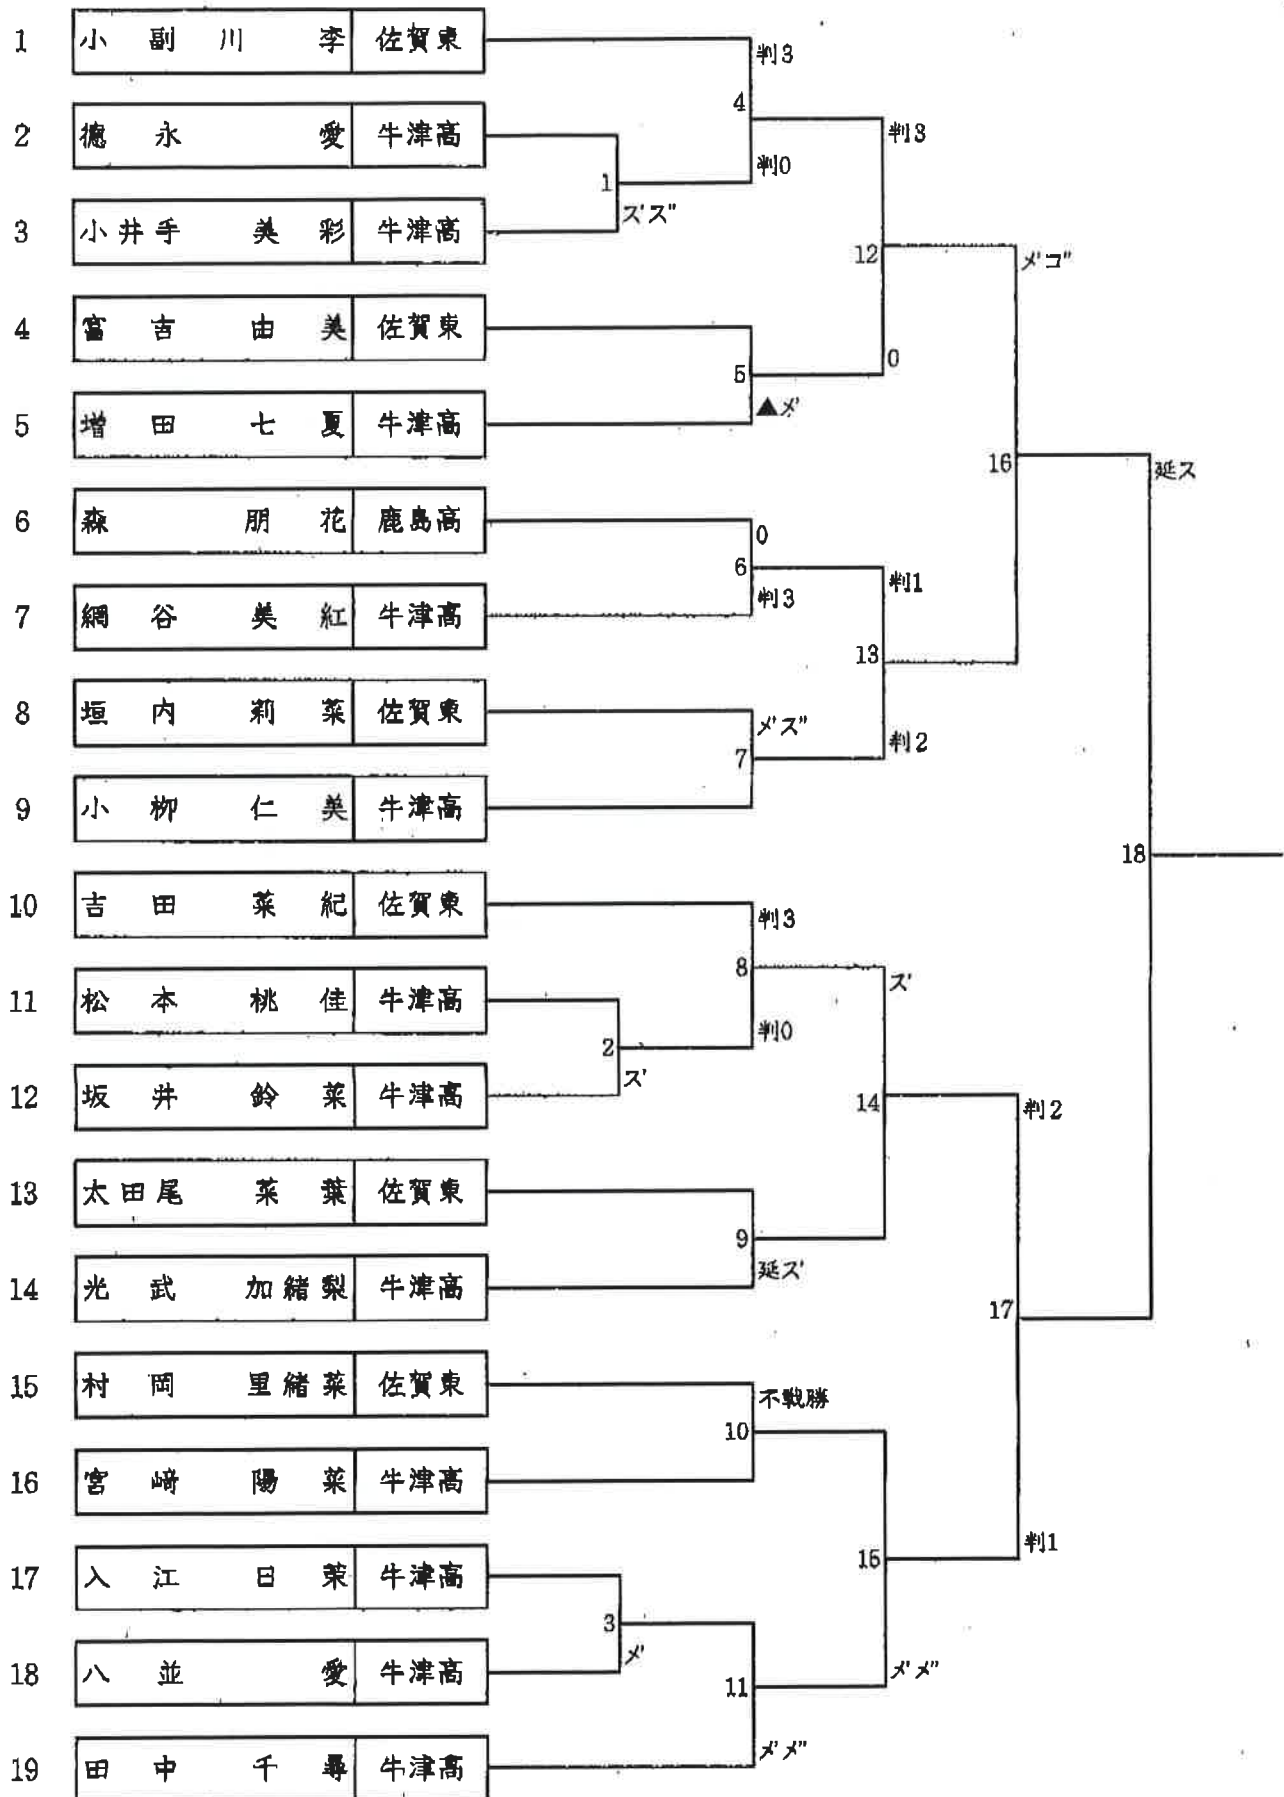 1 小副川 李 佐賀東
判3
4
2 徳永 愛 牛津高
判3
判0
1
ス'ス"
3 小井手 美彩 牛津高
12
メ'コ"
4 富吉 由美 佐賀東
0
5
▲メ'
5 増田 七夏 牛津高
16
延ス
6 森 朋花 鹿島高
0
6
判1
判3
7 網谷 美紅 牛津高
13
8 垣内 莉菜 佐賀東
メ'ス"
判2
7
9 小柳 仁美 牛津高
18
10 吉田 菜紀 佐賀東
判3
8
ス'
11 松本 桃佳 牛津高
判0
2
ス'
12 坂井 鈴菜 牛津高
14
判2
13 太田尾 菜葉 佐賀東
9
延ス'
14 光武 加緒梨 牛津高
17
15 村岡 里緒菜 佐賀東
不戦勝
10
16 宮﨑 陽菜 牛津高
判1
15
17 入江 日茉 牛津高
3
メ'
18 八並 愛 牛津高
メ'メ"
11
メ'メ"
19 田中 千尋 牛津高